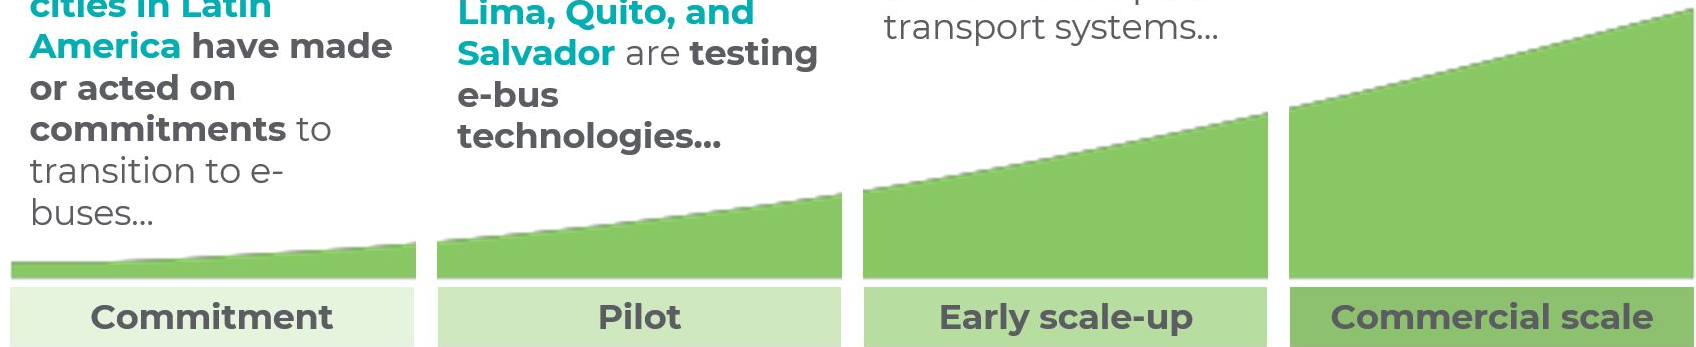 cities in Latin
America have made
or acted on
commitments to
transition to e-
buses...
Lima, Quito, and
Salvador are testing
e-bus
technologies...
transport systems...
Commitment
Pilot
Early scale-up
Commercial scale